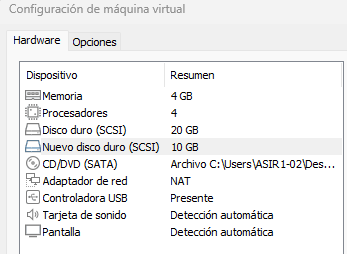 Configuración de máquina virtual
Hardware Opciones
Dispositivo Resumen
Memoria 4 GB
Procesadores 4
Disco duro (SCSI) 20 GB
Nuevo disco duro (SCSI) 10 GB
CD/DVD (SATA) Archivo C:\Users\ASIR1-02\Des...
Adaptador de red NAT
Controladora USB Presente
Tarjeta de sonido Detección automática
Pantalla Detección automática